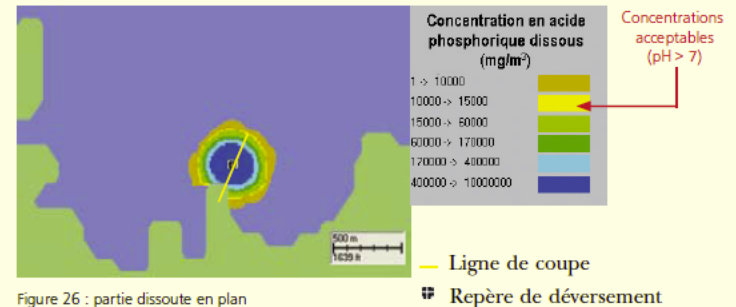 Concentration en acide
phosphorique dissous
(mg/m³)
1 -> 10000
10000 -> 15000
15000 -> 60000
60000 -> 170000
170000 -> 400000
400000 -> 10000000
Concentrations
acceptables
(pH > 7)
500 m
1639 ft
Ligne de coupe
Repère de déversement
Figure 26 : partie dissoute en plan